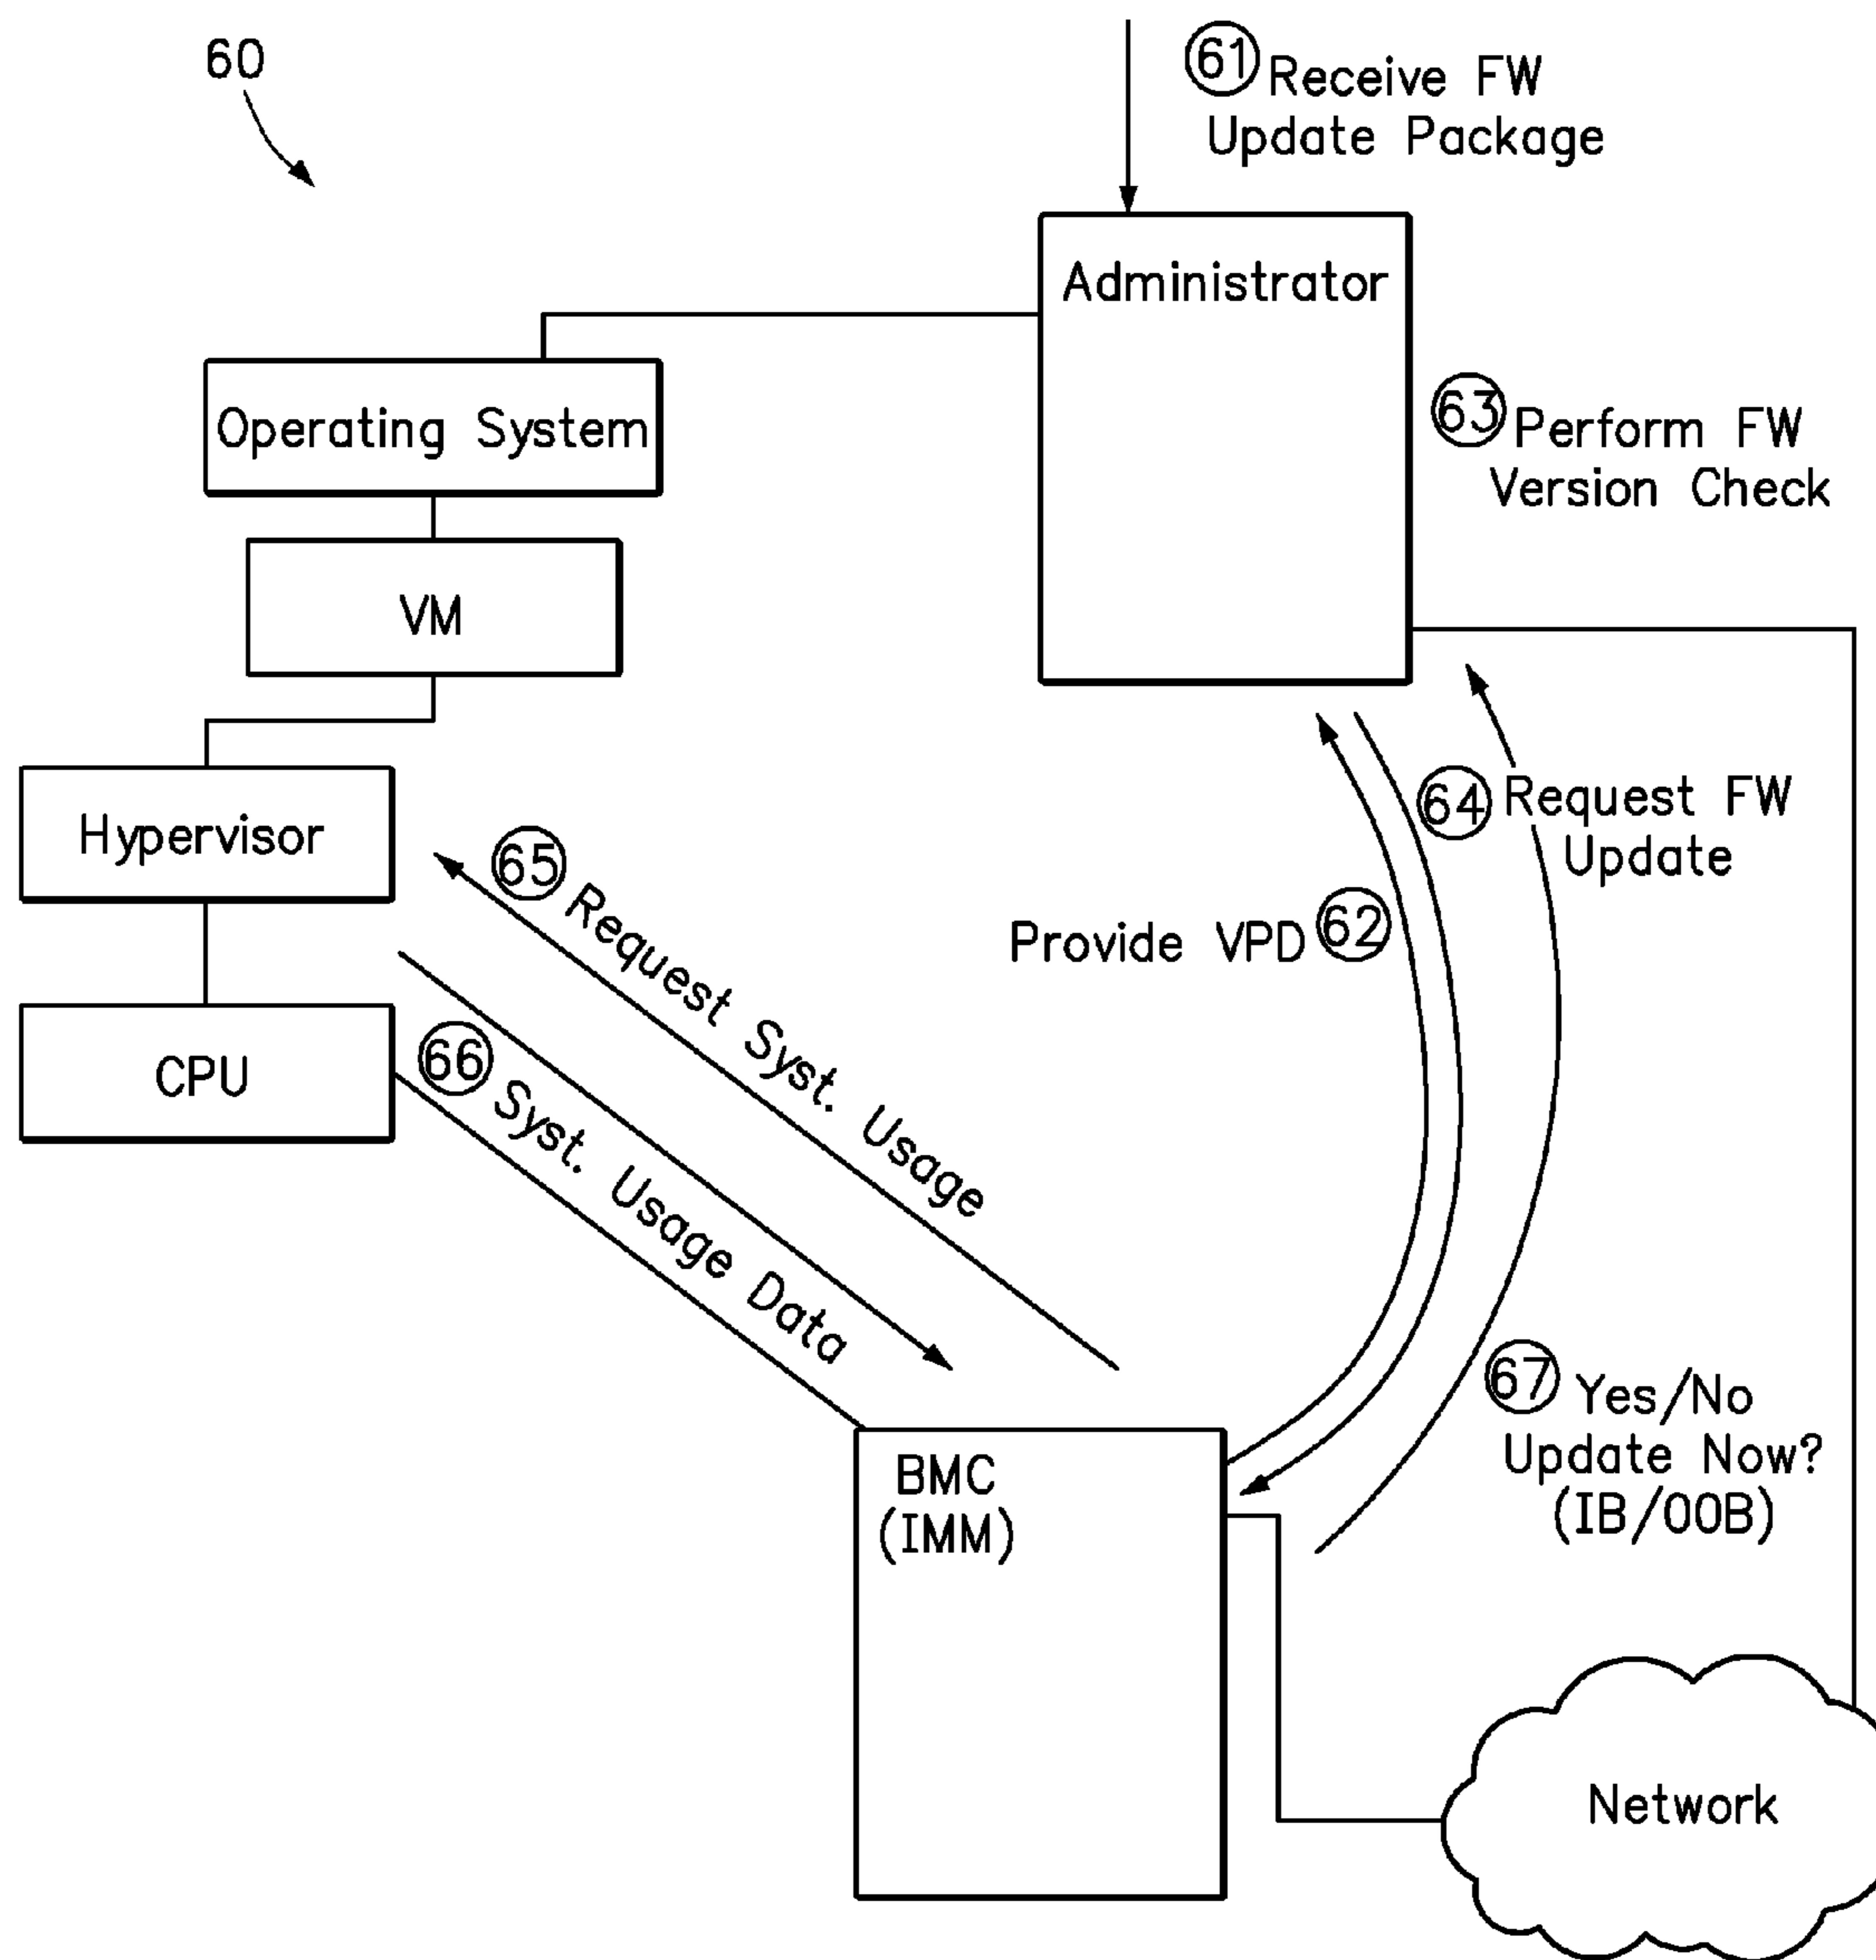 60
61 Receive FW
Update Package
Administrator
Operating System
63 Perform FW
Version Check
VM
Hypervisor
64 Request FW
Update
65 Request Syst. Usage
Provide VPD 62
CPU
66 Syst. Usage Data
67 Yes/No
Update Now?
(IB/OOB)
BMC
(IMM)
Network